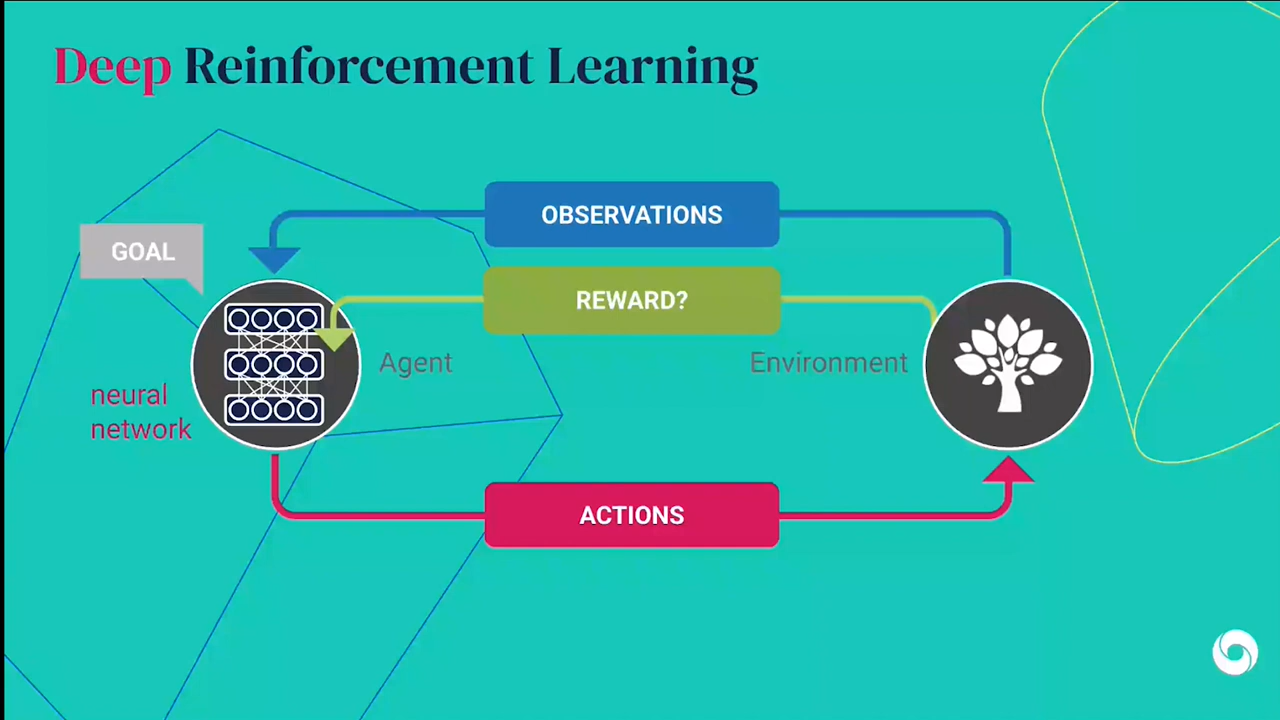 Deep Reinforcement Learning
OBSERVATIONS
GOAL
REWARD?
Agent
Environment
neural
network
ACTIONS